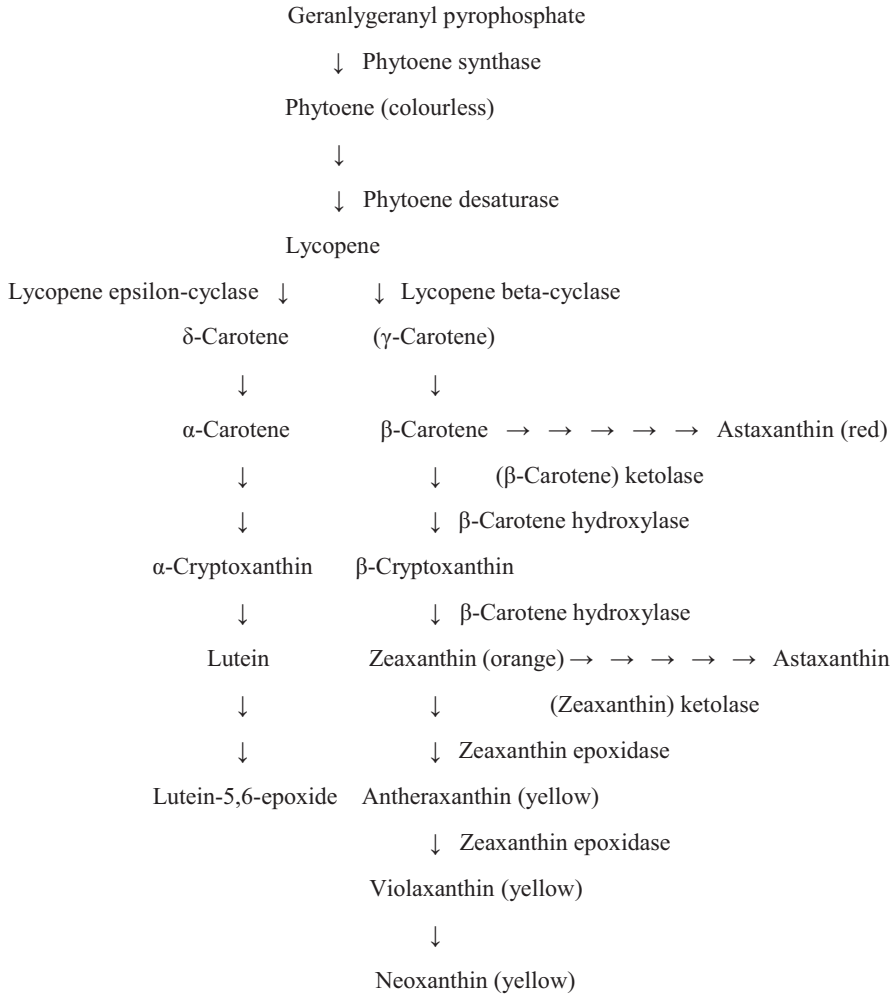 Geranlygeranyl pyrophosphate
↓ Phytoene synthase
Phytoene (colourless)
↓
↓ Phytoene desaturase
Lycopene
Lycopene epsilon-cyclase ↓ ↓ Lycopene beta-cyclase
δ-Carotene (γ-Carotene)
↓ ↓
α-Carotene β-Carotene → → → → → Astaxanthin (red)
↓ ↓ (β-Carotene) ketolase
↓ ↓ β-Carotene hydroxylase
α-Cryptoxanthin β-Cryptoxanthin
↓ ↓ β-Carotene hydroxylase
Lutein Zeaxanthin (orange) → → → → → Astaxanthin
↓ ↓ (Zeaxanthin) ketolase
↓ ↓ Zeaxanthin epoxidase
Lutein-5,6-epoxide Antheraxanthin (yellow)
↓ Zeaxanthin epoxidase
Violaxanthin (yellow)
↓
Neoxanthin (yellow)